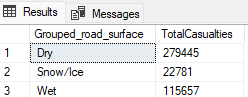 Results Messages
Grouped_road_surface TotalCasualties
1 Dry 279445
2 Snow/Ice 22781
3 Wet 115657